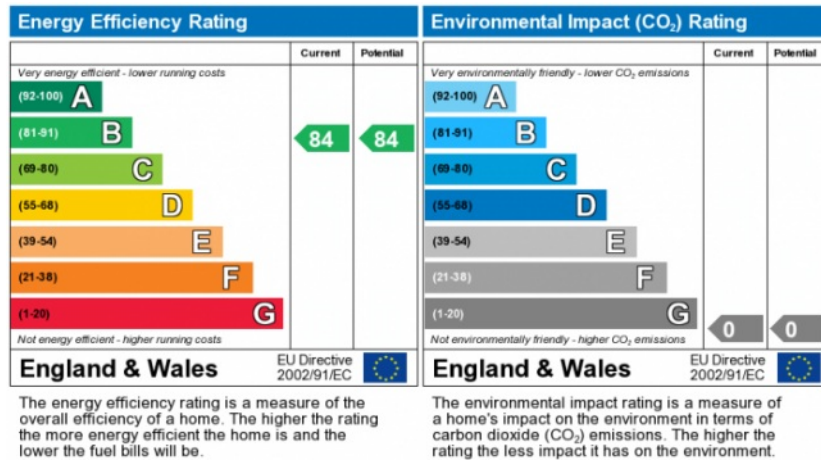 Energy Efficiency Rating
Current Potential
Very energy efficient - lower running costs
(92-100) A
(81-91) B 84 84
(69-80) C
(55-68) D
(39-54) E
(21-38) F
(1-20) G
Not energy efficient - higher running costs
England & Wales
EU Directive
2002/91/EC
The energy efficiency rating is a measure of the
overall efficiency of a home. The higher the rating
the more energy efficient the home is and the
lower the fuel bills will be.
Environmental Impact (CO₂) Rating
Current Potential
Very environmentally friendly - lower CO₂ emissions
(92-100) A
(81-91) B
(69-80) C
(55-68) D
(39-54) E
(21-38) F
(1-20) G 0 0
Not environmentally friendly - higher CO₂ emissions
England & Wales
EU Directive
2002/91/EC
The environmental impact rating is a measure of
a home's impact on the environment in terms of
carbon dioxide (CO₂) emissions. The higher the
rating the less impact it has on the environment.